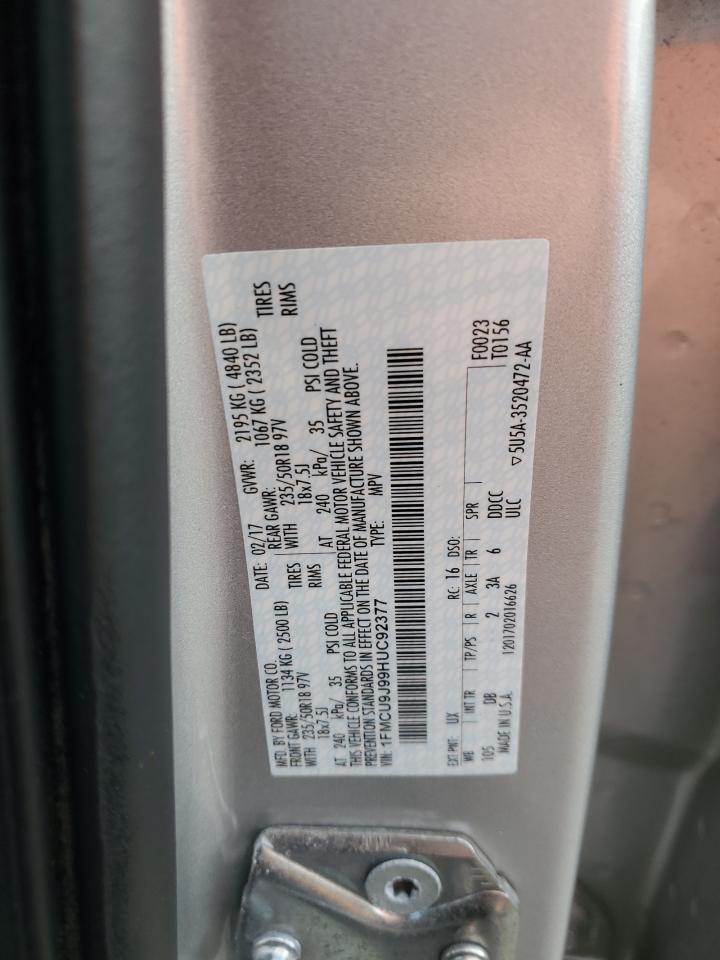 MFD. BY FORD MOTOR CO. DATE: 02/17 GVWR: 2195 KG ( 4840 LB)
FRONT GAWR: 1134 KG ( 2500 LB) REAR GAWR: 1067 KG ( 2352 LB)
WITH 235/50R18 97V TIRES WITH 235/50R18 97V TIRES
18x7.5J RIMS 18x7.5J RIMS
AT 240 kPa/ 35 PSI COLD AT 240 kPa/ 35 PSI COLD
THIS VEHICLE CONFORMS TO ALL APPLICABLE FEDERAL MOTOR VEHICLE SAFETY AND THEFT
PREVENTION STANDARDS IN EFFECT ON THE DATE OF MANUFACTURE SHOWN ABOVE.
VIN: 1FMCU9J99HUC92377 TYPE: MPV
EXT PNT: UX RC: 16 DSO: F0023
WB INT TR TP/PS R AXLE TR SPR T0156
105 DB 2 3A 6 DDCC ▽5U5A-3520472-AA
MADE IN U.S.A. 1201702016626 ULC